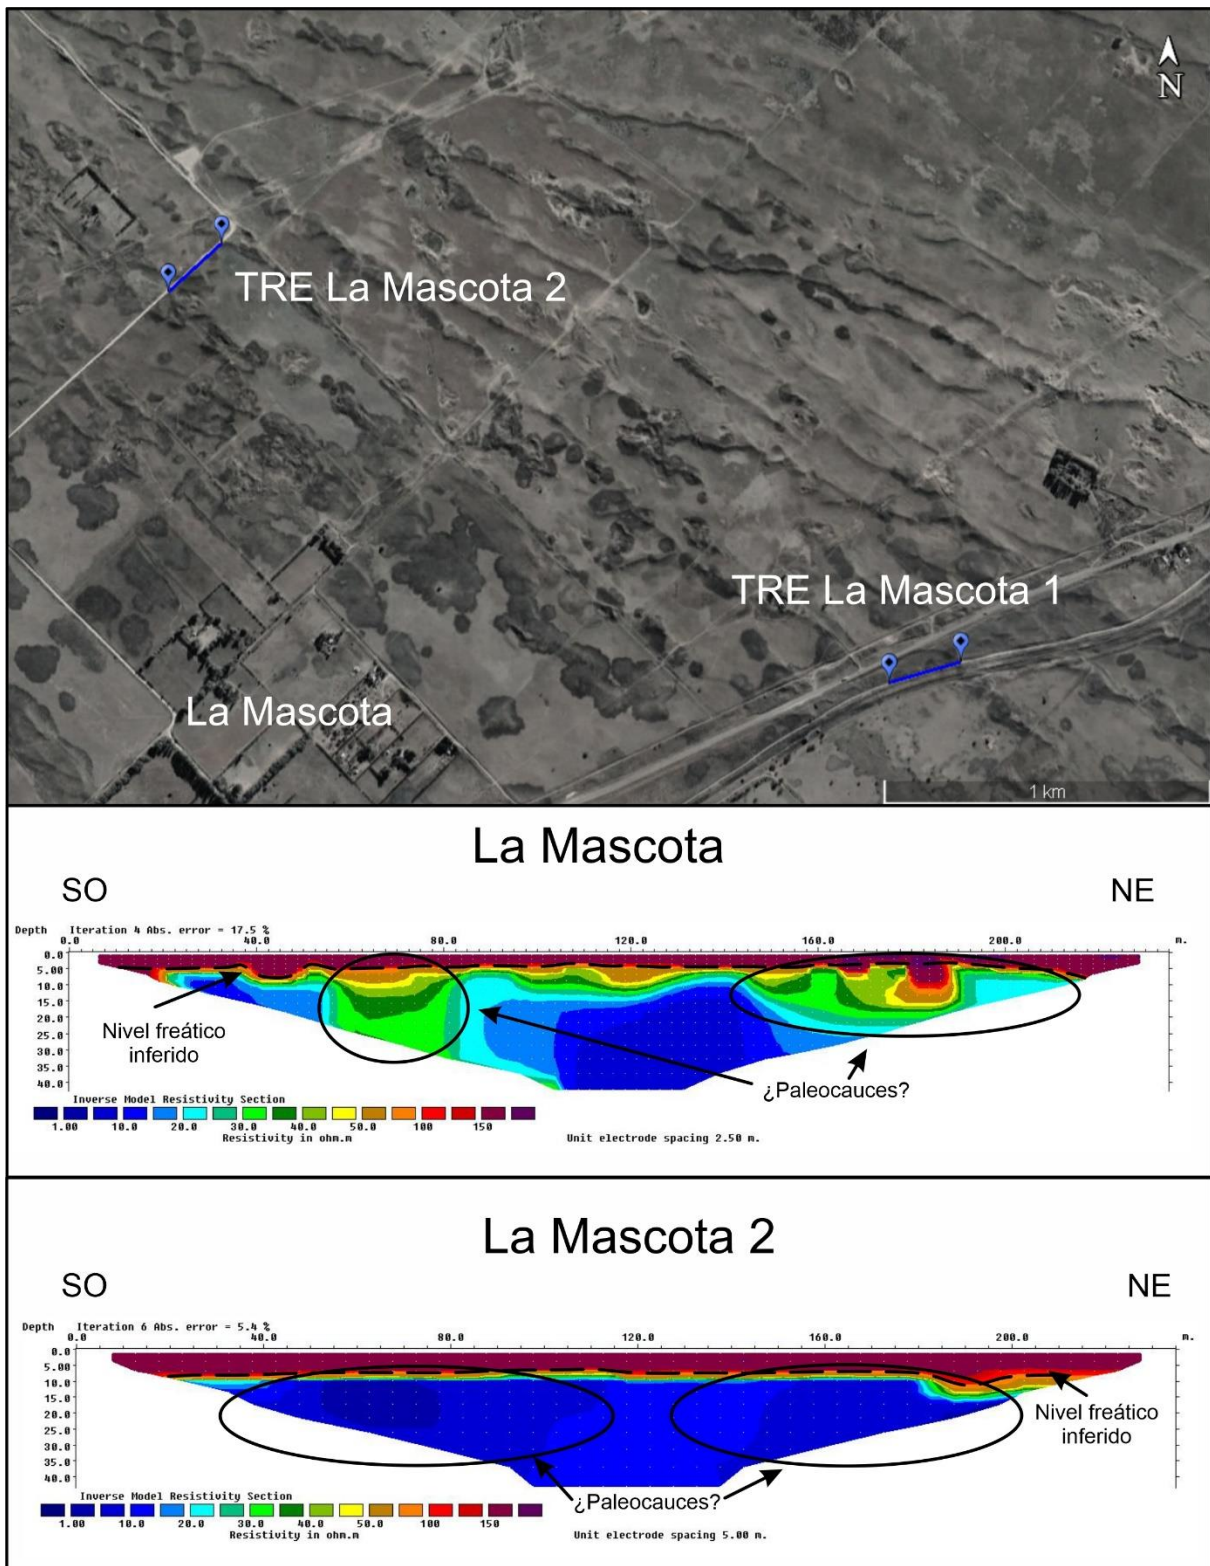 N
TRE La Mascota 2
TRE La Mascota 1
La Mascota
1 km
La Mascota
SO
NE
Depth Iteration 4 Abs. error = 17.5 %
0.0 40.0 80.0 120.0 160.0 200.0 m.
0.0
5.00
10.0
15.0
20.0
25.0
30.0
35.0
40.0
Nivel freático
inferido
¿Paleocauces?
Inverse Model Resistivity Section
1.00 10.0 20.0 30.0 40.0 50.0 100 150
Resistivity in ohm.m
Unit electrode spacing 2.50 m.
La Mascota 2
SO
NE
Depth Iteration 6 Abs. error = 5.4 %
0.0 40.0 80.0 120.0 160.0 200.0 m.
0.0
5.00
10.0
15.0
20.0
25.0
30.0
35.0
40.0
Nivel freático
inferido
¿Paleocauces?
Inverse Model Resistivity Section
1.00 10.0 20.0 30.0 40.0 50.0 100 150
Resistivity in ohm.m
Unit electrode spacing 5.00 m.